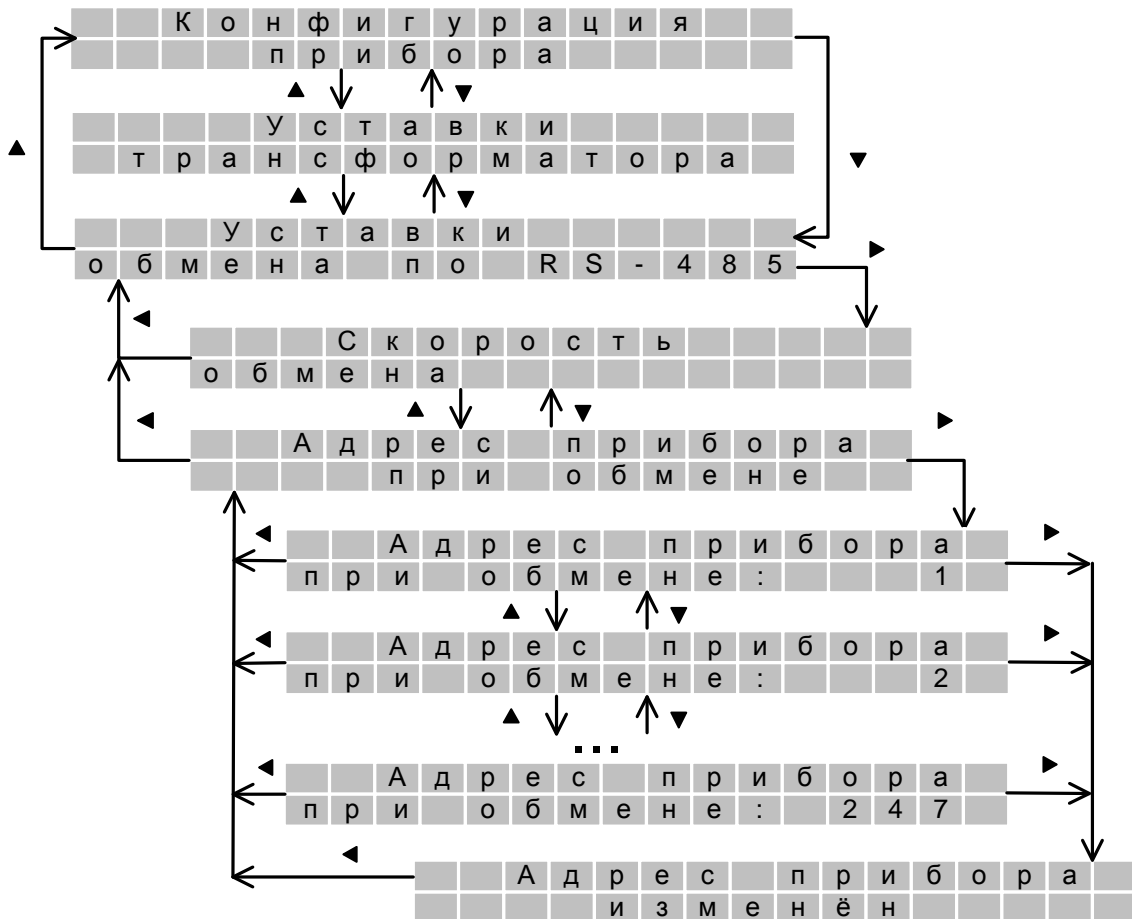 Конфигурация
прибора
Уставки
трансформатора
Уставки
обмена по RS-485
Скорость
обмена
Адрес прибора
при обмене
Адрес прибора
при обмене: 1
Адрес прибора
при обмене: 2
...
Адрес прибора
при обмене: 247
Адрес прибора
изменён